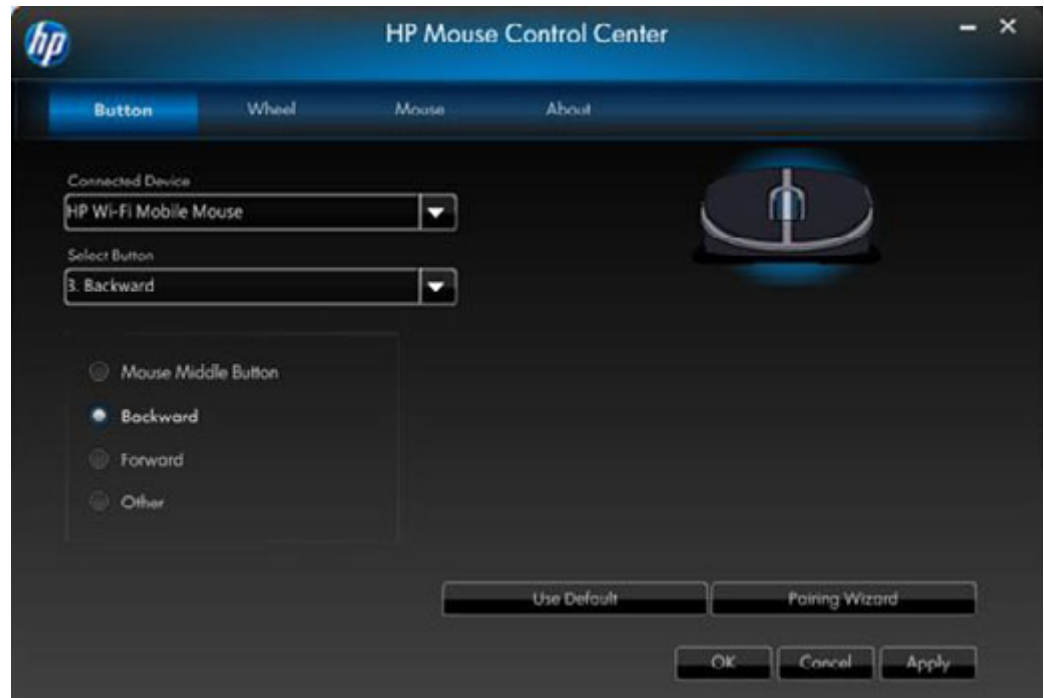 hp
HP Mouse Control Center
Button Wheel Mouse About
Connected Device
HP Wi-Fi Mobile Mouse
Select Button
3. Backward
Mouse Middle Button
Backward
Forward
Other
Use Default Pairing Wizard
OK Cancel Apply